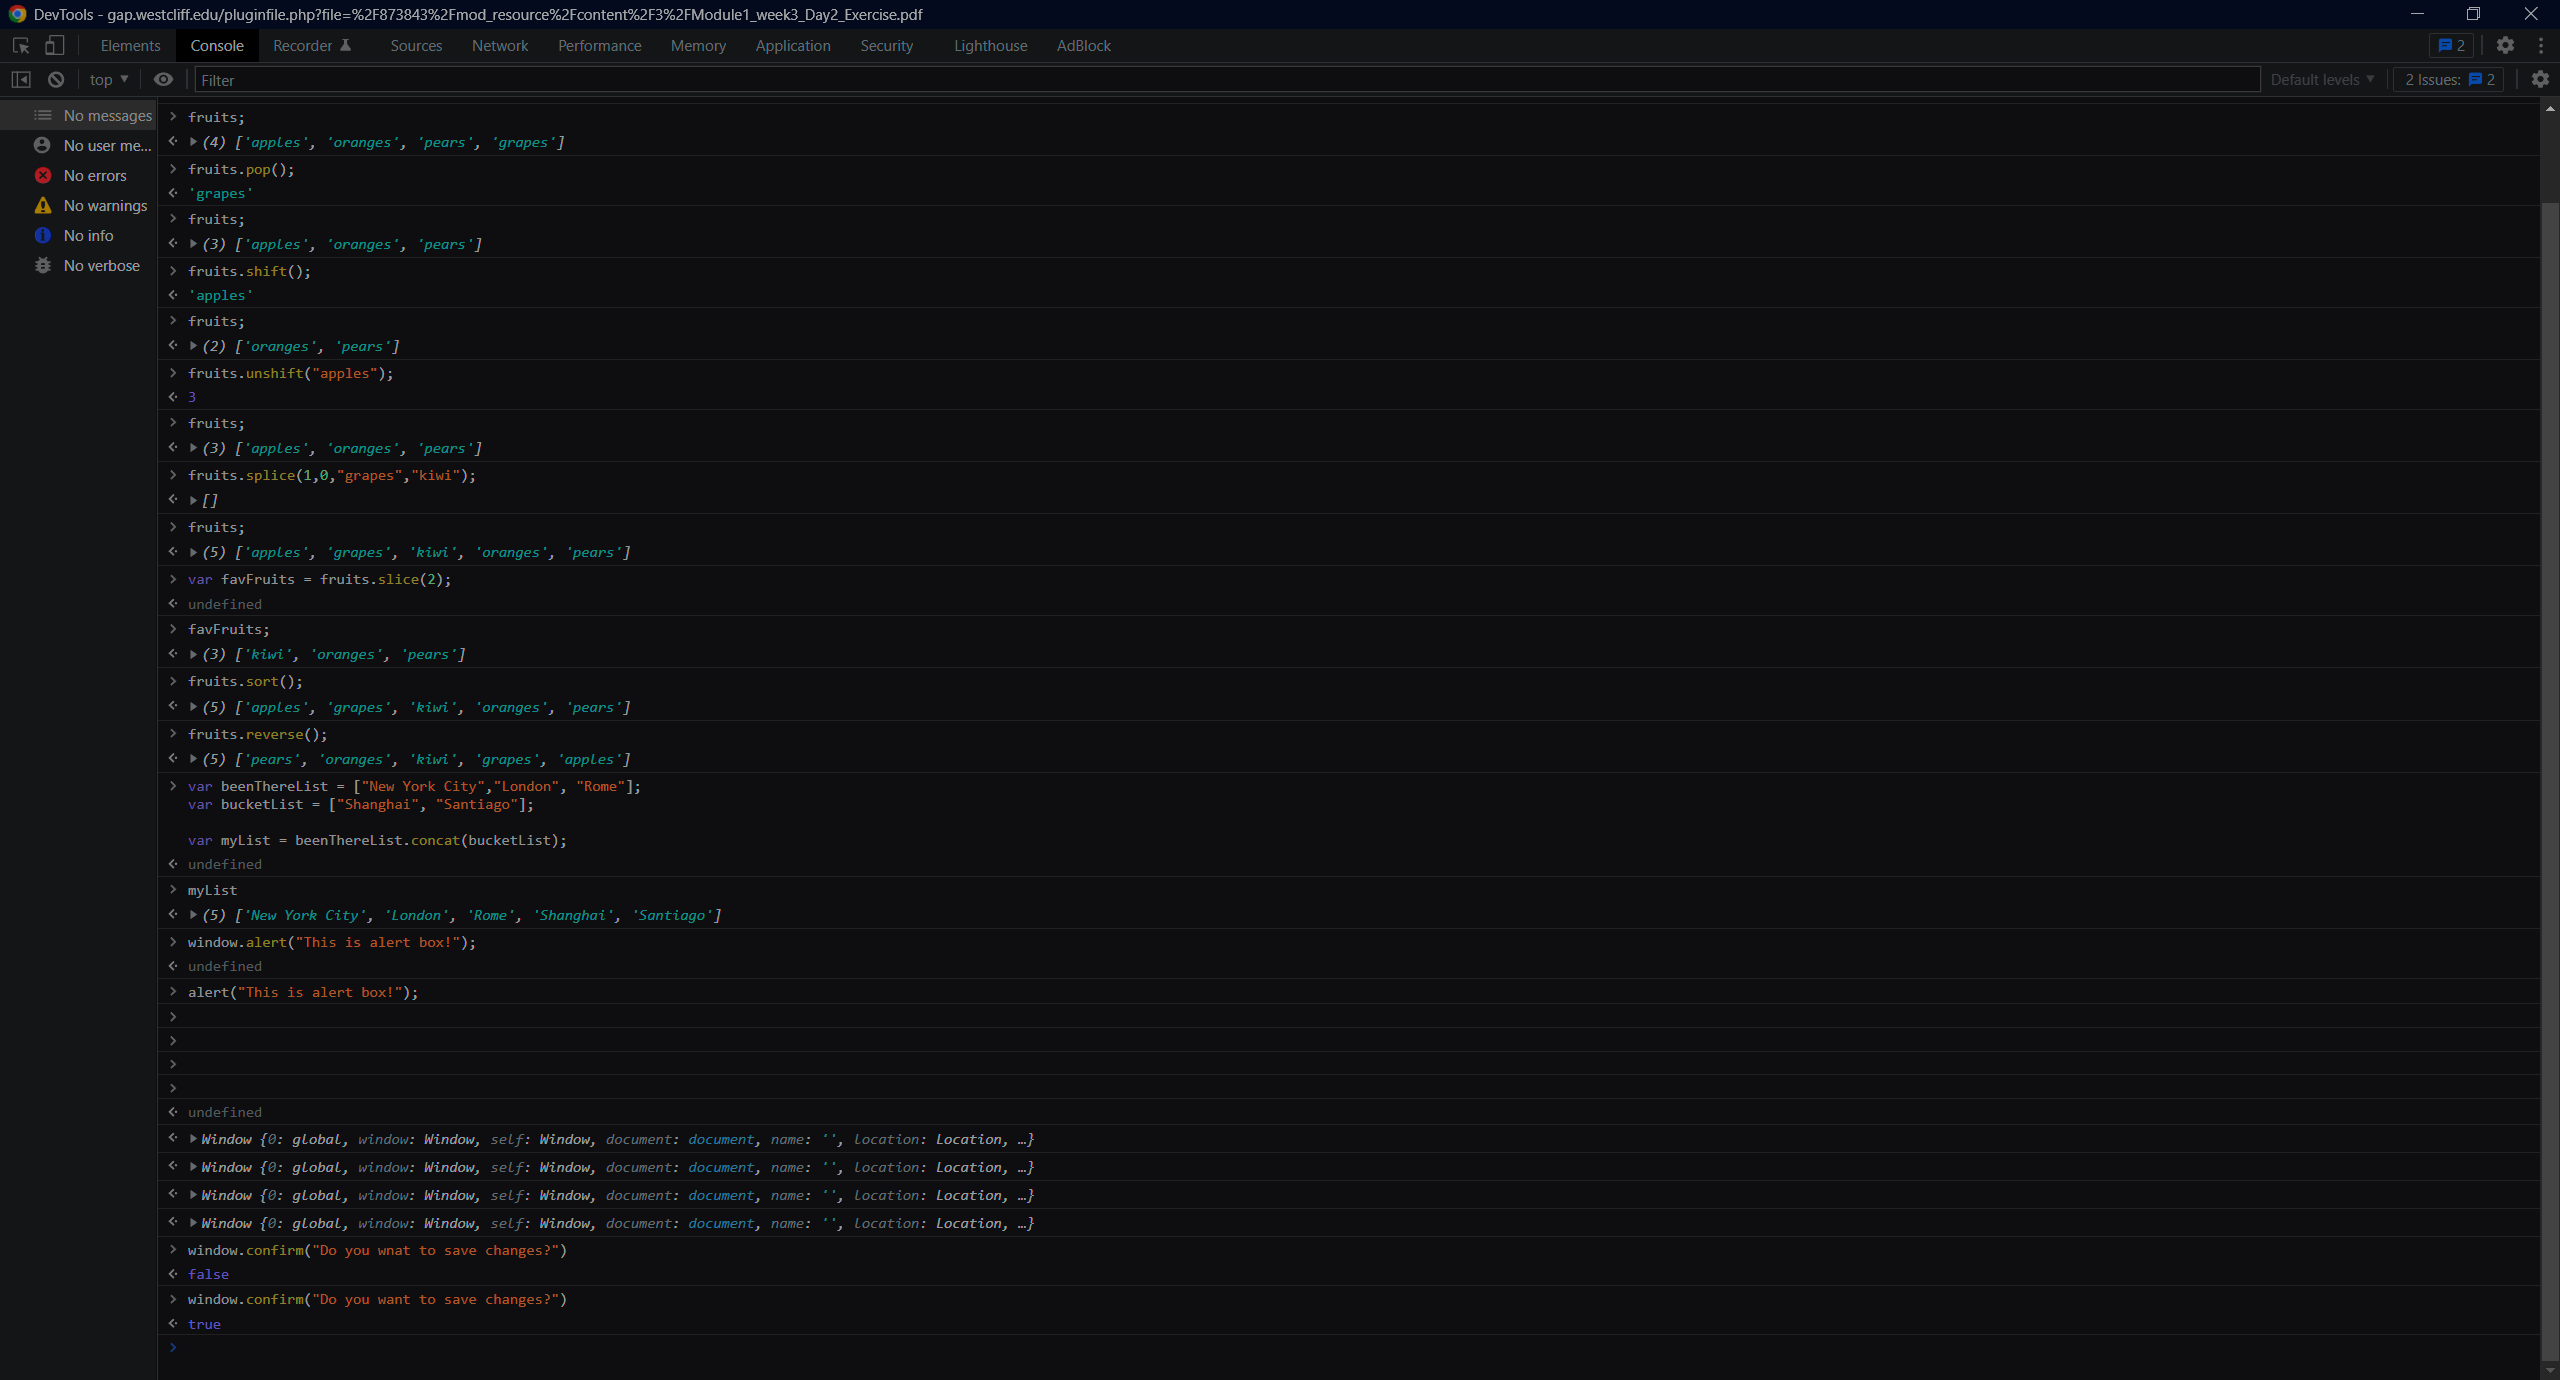 DevTools - gap.westcliff.edu/pluginfile.php?file=%2F873843%2Fmod_resource%2Fcontent%2F3%2FModule1_week3_Day2_Exercise.pdf
Elements Console Recorder Sources Network Performance Memory Application Security Lighthouse AdBlock 2
top Filter Default levels 2 Issues: 2
No messages
No user me...
No errors
No warnings
No info
No verbose
> fruits;
(4) ['apples', 'oranges', 'pears', 'grapes']
> fruits.pop();
'grapes'
> fruits;
(3) ['apples', 'oranges', 'pears']
> fruits.shift();
'apples'
> fruits;
(2) ['oranges', 'pears']
> fruits.unshift("apples");
3
> fruits;
(3) ['apples', 'oranges', 'pears']
> fruits.splice(1,0,"grapes","kiwi");
[]
> fruits;
(5) ['apples', 'grapes', 'kiwi', 'oranges', 'pears']
> var favFruits = fruits.slice(2);
undefined
> favFruits;
(3) ['kiwi', 'oranges', 'pears']
> fruits.sort();
(5) ['apples', 'grapes', 'kiwi', 'oranges', 'pears']
> fruits.reverse();
(5) ['pears', 'oranges', 'kiwi', 'grapes', 'apples']
> var beenThereList = ["New York City","London", "Rome"];
var bucketList = ["Shanghai", "Santiago"];
var myList = beenThereList.concat(bucketList);
undefined
> myList
(5) ['New York City', 'London', 'Rome', 'Shanghai', 'Santiago']
> window.alert("This is alert box!");
undefined
> alert("This is alert box!");
>
>
>
>
undefined
Window {0: global, window: Window, self: Window, document: document, name: '', location: Location, …}
Window {0: global, window: Window, self: Window, document: document, name: '', location: Location, …}
Window {0: global, window: Window, self: Window, document: document, name: '', location: Location, …}
Window {0: global, window: Window, self: Window, document: document, name: '', location: Location, …}
> window.confirm("Do you wnat to save changes?")
false
> window.confirm("Do you want to save changes?")
true
>